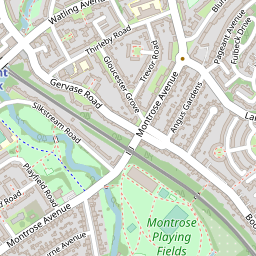 Watling Avenue
Thirleby Road
Gloucester Grove
Trevor Road
Pageant Avenue
Fulbeck Drive
Gervase Road
Montrose Avenue
Angus Gardens
Silkstream Road
Playfield Road
Montrose Avenue
Montrose
Playing
Fields